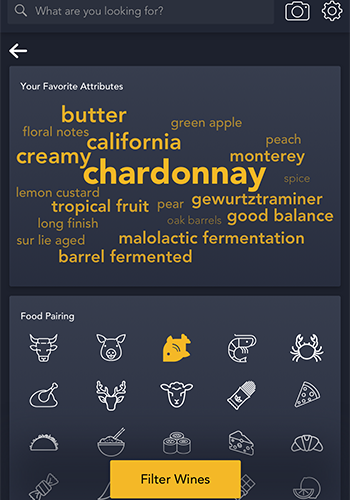 What are you looking for?
Your Favorite Attributes
butter
green apple
floral notes
california
peach
creamy
monterey
chardonnay
spice
lemon custard
gewurtztraminer
tropical fruit
pear
long finish
oak barrels
good balance
sur lie aged
malolactic fermentation
barrel fermented
Food Pairing
Filter Wines